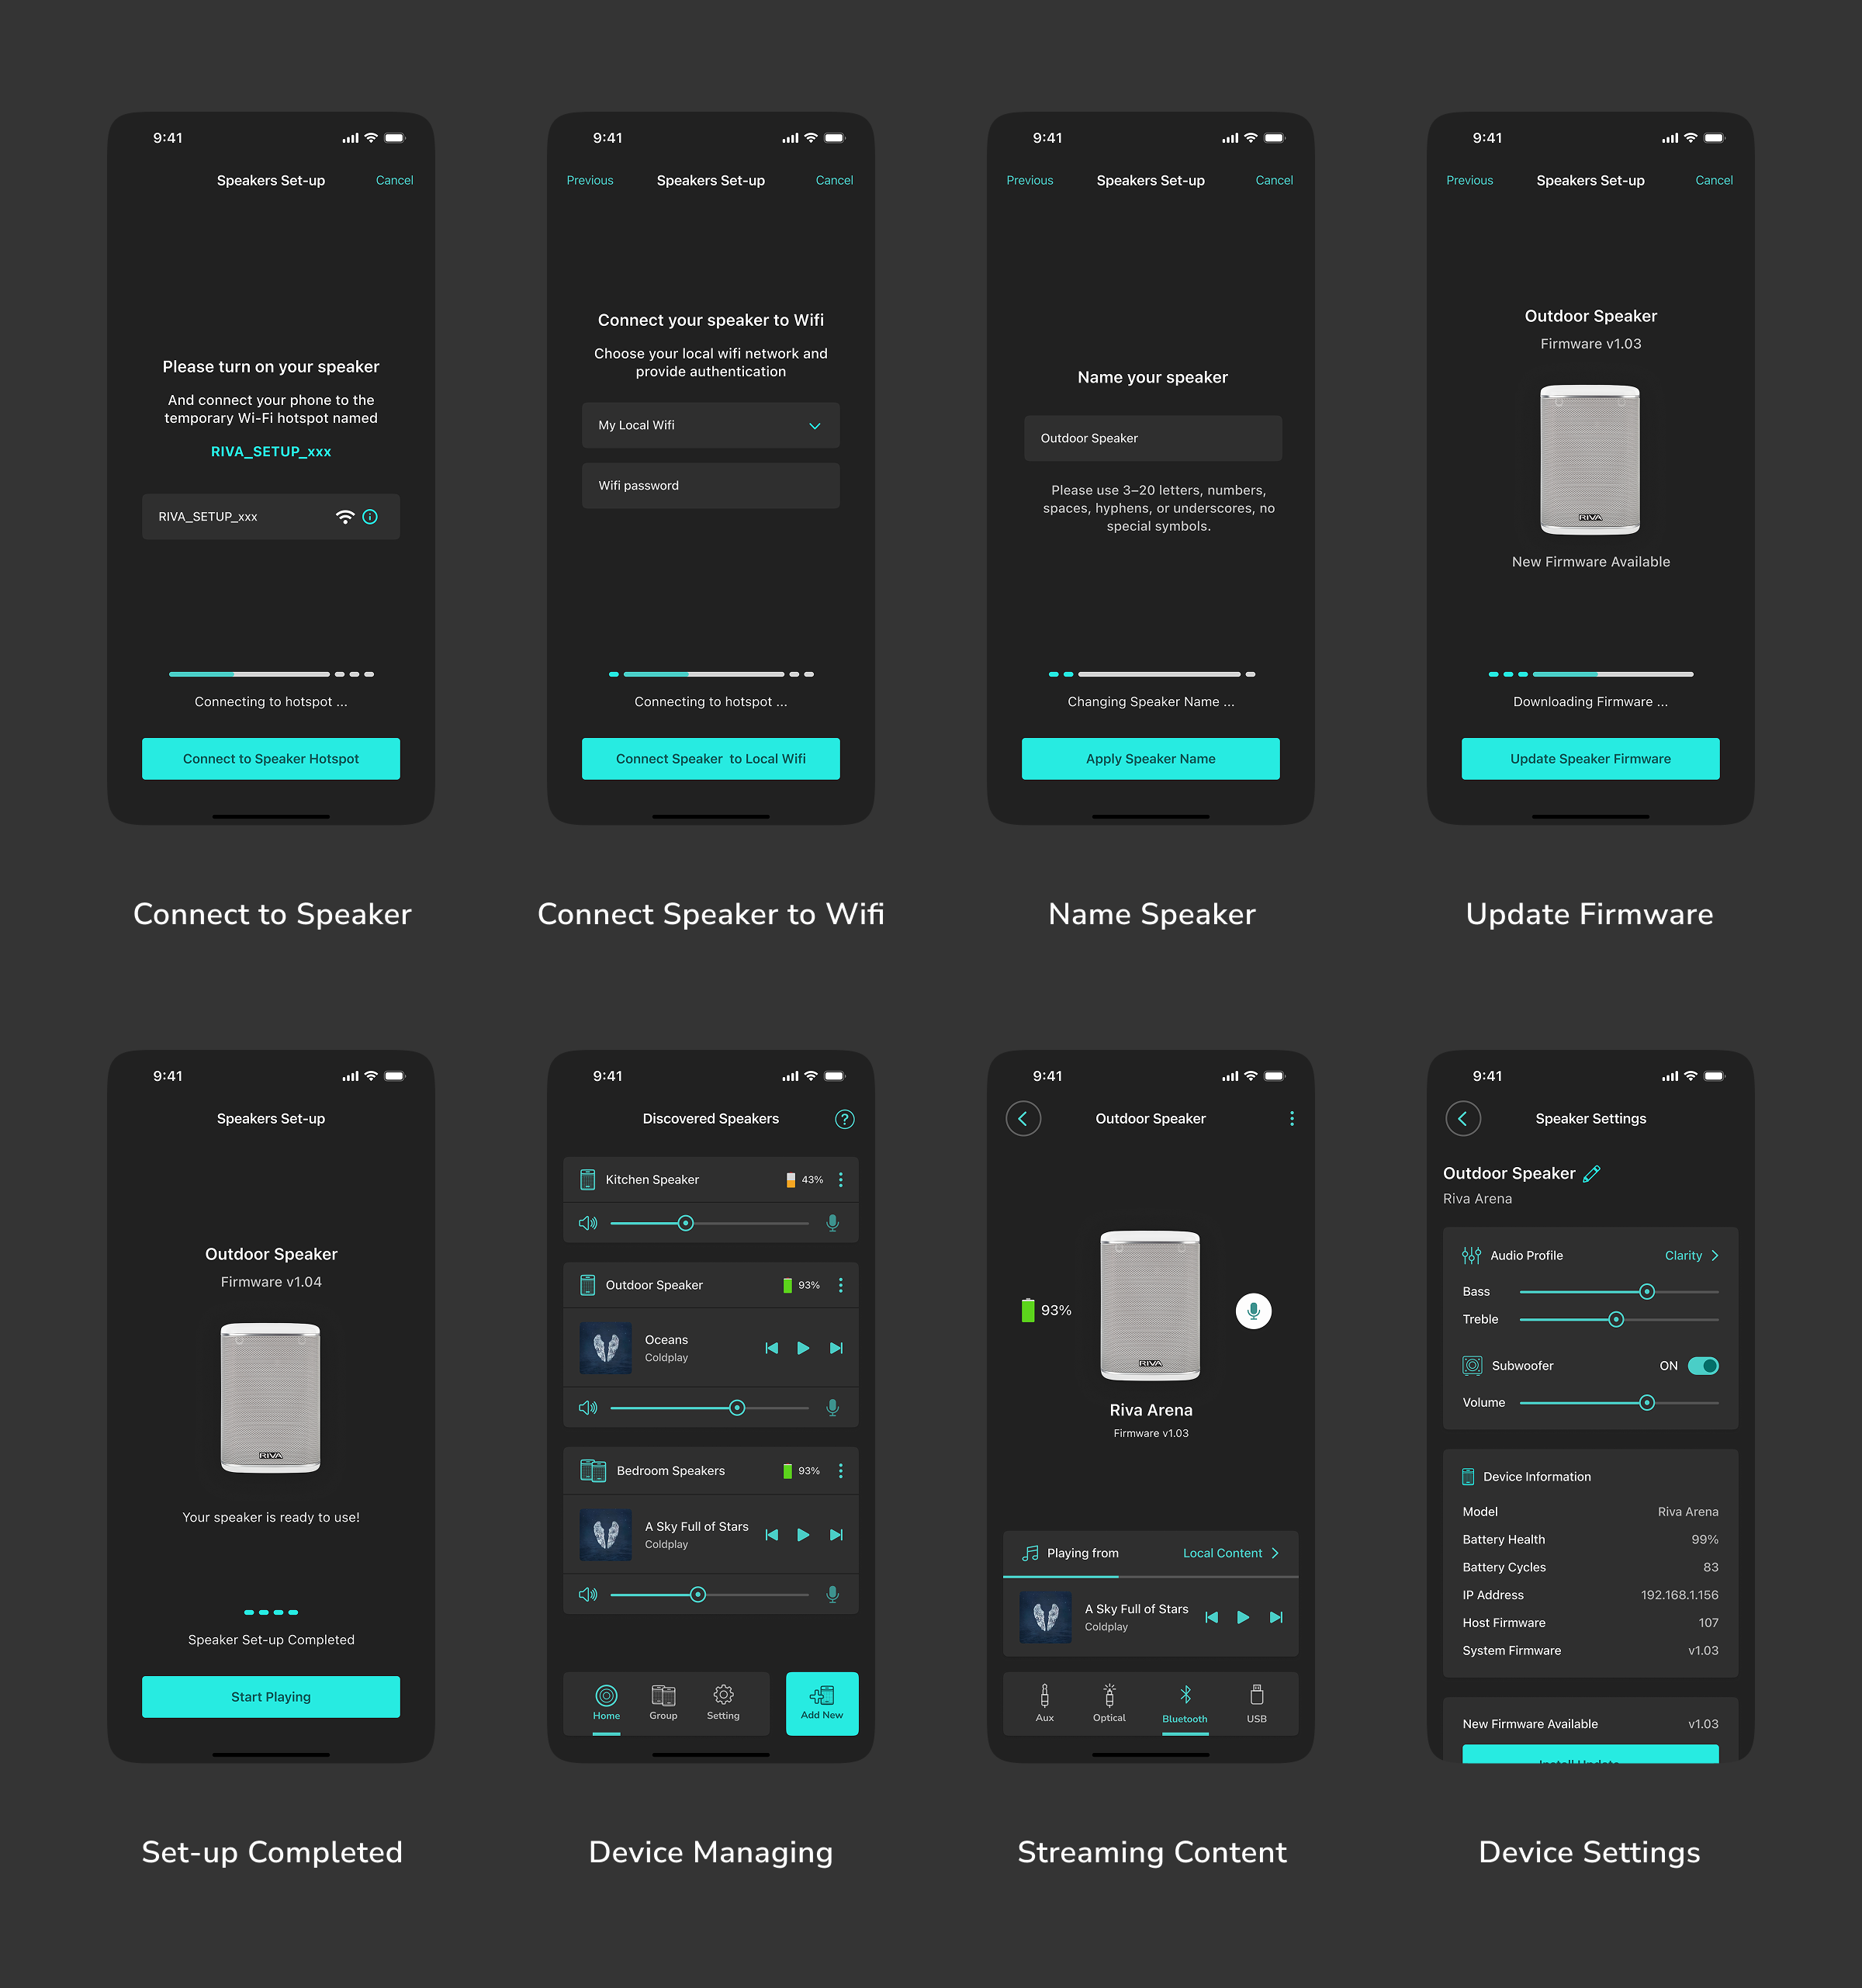 9:41
Speakers Set-up
Cancel
Please turn on your speaker
And connect your phone to the
temporary Wi-Fi hotspot named
RIVA_SETUP_xxx
RIVA_SETUP_xxx
Connecting to hotspot ...
Connect to Speaker Hotspot
Connect to Speaker
9:41
Previous
Speakers Set-up
Cancel
Connect your speaker to Wifi
Choose your local wifi network and
provide authentication
My Local Wifi
Wifi password
Connecting to hotspot ...
Connect Speaker to Local Wifi
Connect Speaker to Wifi
9:41
Previous
Speakers Set-up
Cancel
Name your speaker
Outdoor Speaker
Please use 3–20 letters, numbers,
spaces, hyphens, or underscores, no
special symbols.
Changing Speaker Name ...
Apply Speaker Name
Name Speaker
9:41
Previous
Speakers Set-up
Cancel
Outdoor Speaker
Firmware v1.03
RIVA
New Firmware Available
Downloading Firmware ...
Update Speaker Firmware
Update Firmware
9:41
Speakers Set-up
Outdoor Speaker
Firmware v1.04
RIVA
Your speaker is ready to use!
Speaker Set-up Completed
Start Playing
Set-up Completed
9:41
Discovered Speakers
?
Kitchen Speaker
43%
Outdoor Speaker
93%
Oceans
Coldplay
Bedroom Speakers
93%
A Sky Full of Stars
Coldplay
Home
Group
Setting
Add New
Device Managing
9:41
Outdoor Speaker
93%
RIVA
Riva Arena
Firmware v1.03
Playing from
Local Content
A Sky Full of Stars
Coldplay
Aux
Optical
Bluetooth
USB
Streaming Content
9:41
Speaker Settings
Outdoor Speaker
Riva Arena
Audio Profile
Clarity
Bass
Treble
Subwoofer
ON
Volume
Device Information
Model
Riva Arena
Battery Health
99%
Battery Cycles
83
IP Address
192.168.1.156
Host Firmware
107
System Firmware
v1.03
New Firmware Available
v1.03
Install Update
Device Settings